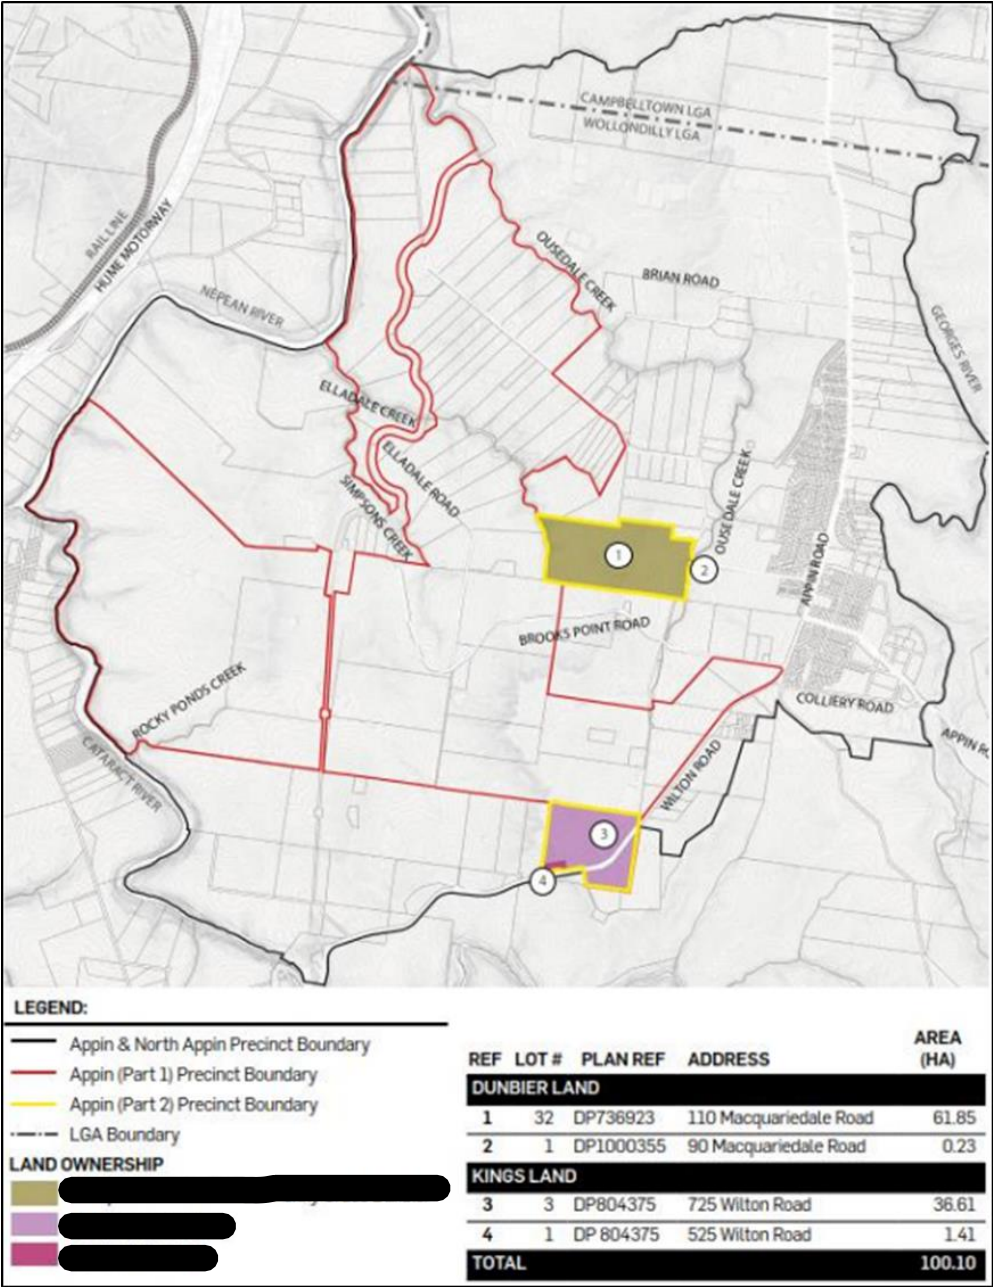 CAMPBELLTOWN LGA
WOLLONDILLY LGA
RAIL LINE
HUME MOTORWAY
NEPEAN RIVER
OUSEDALE CREEK
BRIAN ROAD
GEORGES RIVER
ELLADALE CREEK
ELLADALE ROAD
SIMPSONS CREEK
OUSEDALE CREEK
1
2
APPIN ROAD
BROOKS POINT ROAD
ROCKY PONDS CREEK
COLLIERY ROAD
CATARACT RIVER
WILTON ROAD
3
4
LEGEND:
Appin & North Appin Precinct Boundary
Appin (Part 1) Precinct Boundary
Appin (Part 2) Precinct Boundary
LGA Boundary
LAND OWNERSHIP
REF LOT # PLAN REF ADDRESS AREA (HA)
DUNBIER LAND
1 32 DP736923 110 Macquariedale Road 61.85
2 1 DP1000355 90 Macquariedale Road 0.23
KINGS LAND
3 3 DP804375 725 Wilton Road 36.61
4 1 DP 804375 525 Wilton Road 1.41
TOTAL 100.10